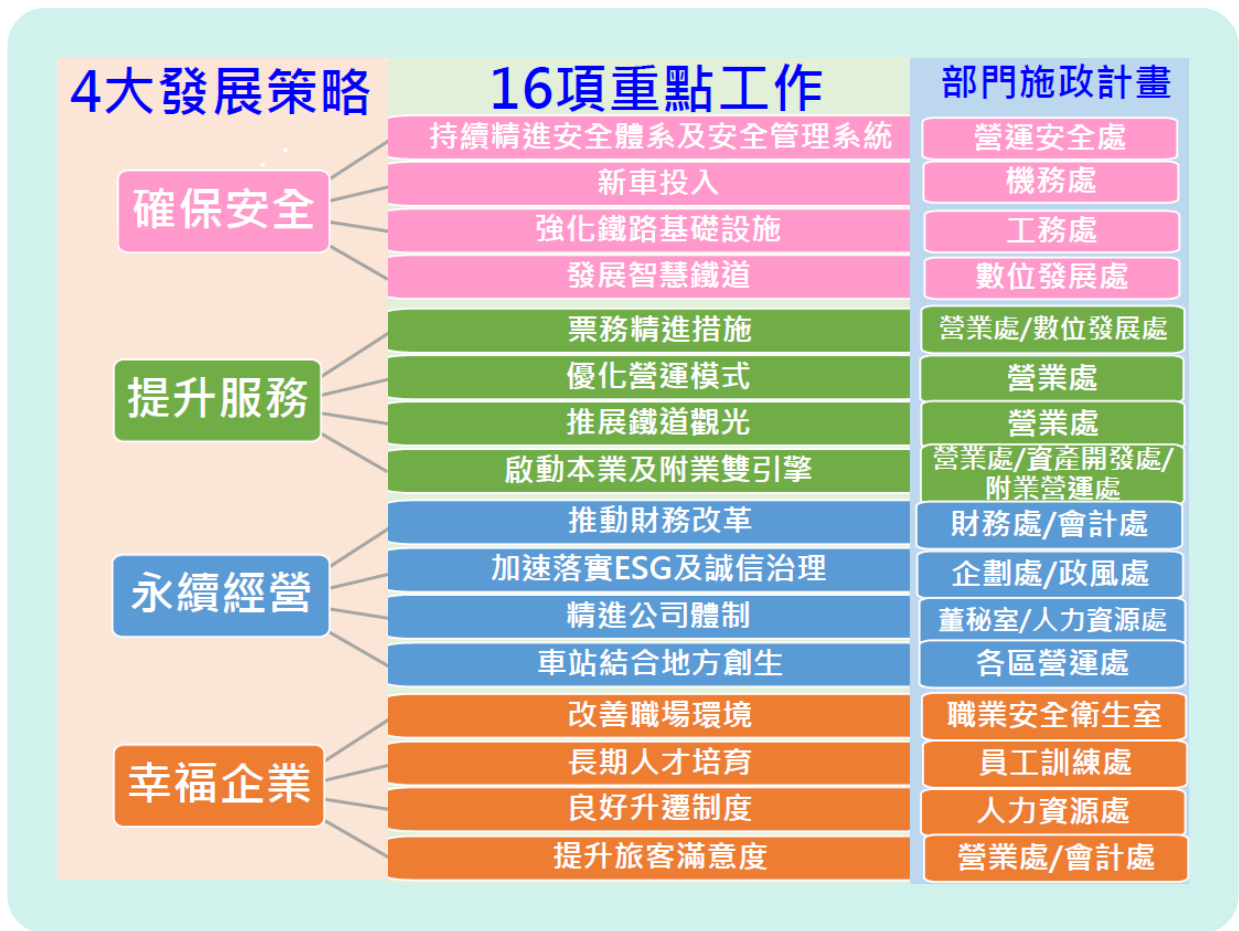 4大發展策略
16項重點工作
部門施政計畫
確保安全
持續精進安全體系及安全管理系統
營運安全處
新車投入
機務處
強化鐵路基礎設施
工務處
發展智慧鐵道
數位發展處
提升服務
票務精進措施
營業處/數位發展處
優化營運模式
營業處
推展鐵道觀光
營業處
啟動本業及附業雙引擎
營業處/資產開發處/
附業營運處
永續經營
推動財務改革
財務處/會計處
加速落實ESG及誠信治理
企劃處/政風處
精進公司體制
董秘室/人力資源處
車站結合地方創生
各區營運處
幸福企業
改善職場環境
職業安全衛生室
長期人才培育
員工訓練處
良好升遷制度
人力資源處
提升旅客滿意度
營業處/會計處